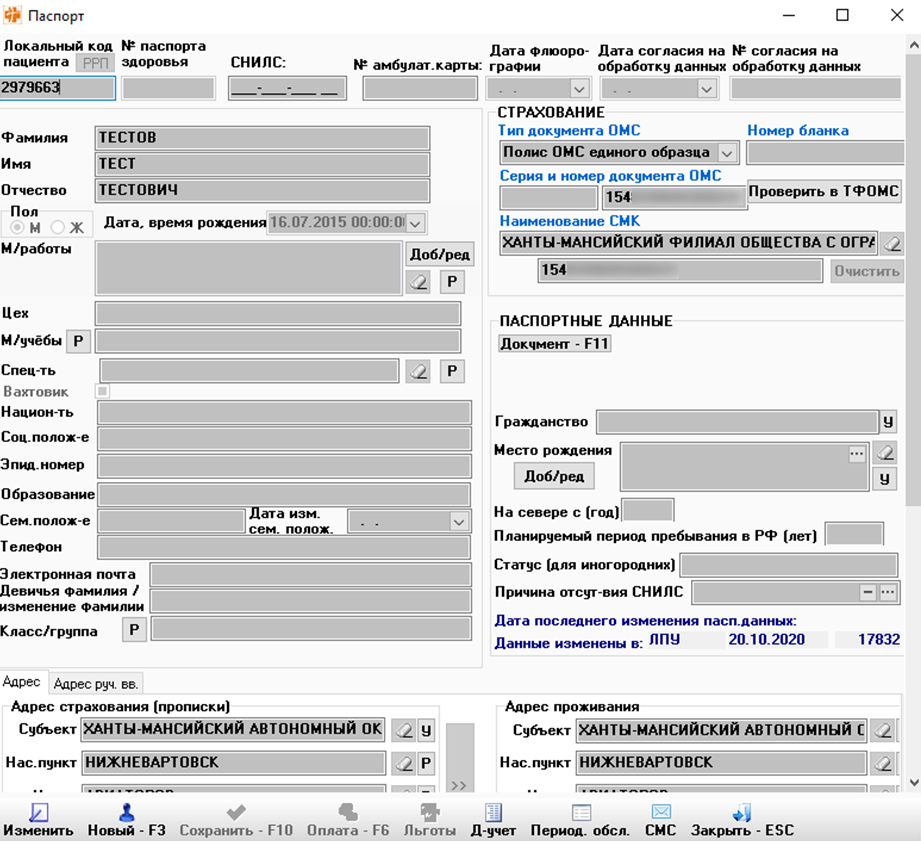 Паспорт
Локальный код пациента РРП № паспорта здоровья СНИЛС: № амбулат.карты: Дата флюоро-графии Дата согласия на обработку данных № согласия на обработку данных
2979663 ___-___-___ __ . . . .
СТРАХОВАНИЕ
Тип документа ОМС Номер бланка
Полис ОМС единого образца
Серия и номер документа ОМС
154 Проверить в ТФОМС
Наименование СМК
ХАНТЫ-МАНСИЙСКИЙ ФИЛИАЛ ОБЩЕСТВА С ОГРА
154 Очистить
Фамилия ТЕСТОВ
Имя ТЕСТ
Отчество ТЕСТОВИЧ
Пол
М Ж Дата, время рождения 16.07.2015 00:00:0
М/работы Доб/ред
Р
Цех
М/учёбы Р
Спец-ть Р
Вахтовик
Национ-ть
Соц.полож-е
Эпид.номер
Образование
Сем.полож-е Дата изм. сем. полож. . .
Телефон
Электронная почта
Девичья фамилия /
изменение фамилии
Класс/группа Р
ПАСПОРТНЫЕ ДАННЫЕ
Документ - F11
Гражданство У
Место рождения ...
Доб/ред У
На севере с (год)
Планируемый период пребывания в РФ (лет)
Статус (для иногородних)
Причина отсут-вия СНИЛС – ...
Дата последнего изменения пасп.данных:
Данные изменены в: ЛПУ 20.10.2020 17832
Адрес Адрес руч. вв.
Адрес страхования (прописки)
Субъект ХАНТЫ-МАНСИЙСКИЙ АВТОНОМНЫЙ ОК У
Нас.пункт НИЖНЕВАРТОВСК Р
>>
Адрес проживания
Субъект ХАНТЫ-МАНСИЙСКИЙ АВТОНОМНЫЙ О
Нас.пункт НИЖНЕВАРТОВСК
Изменить Новый - F3 Сохранить - F10 Оплата - F6 Льготы Д-учет Период. обсл. СМС Закрыть - ESC